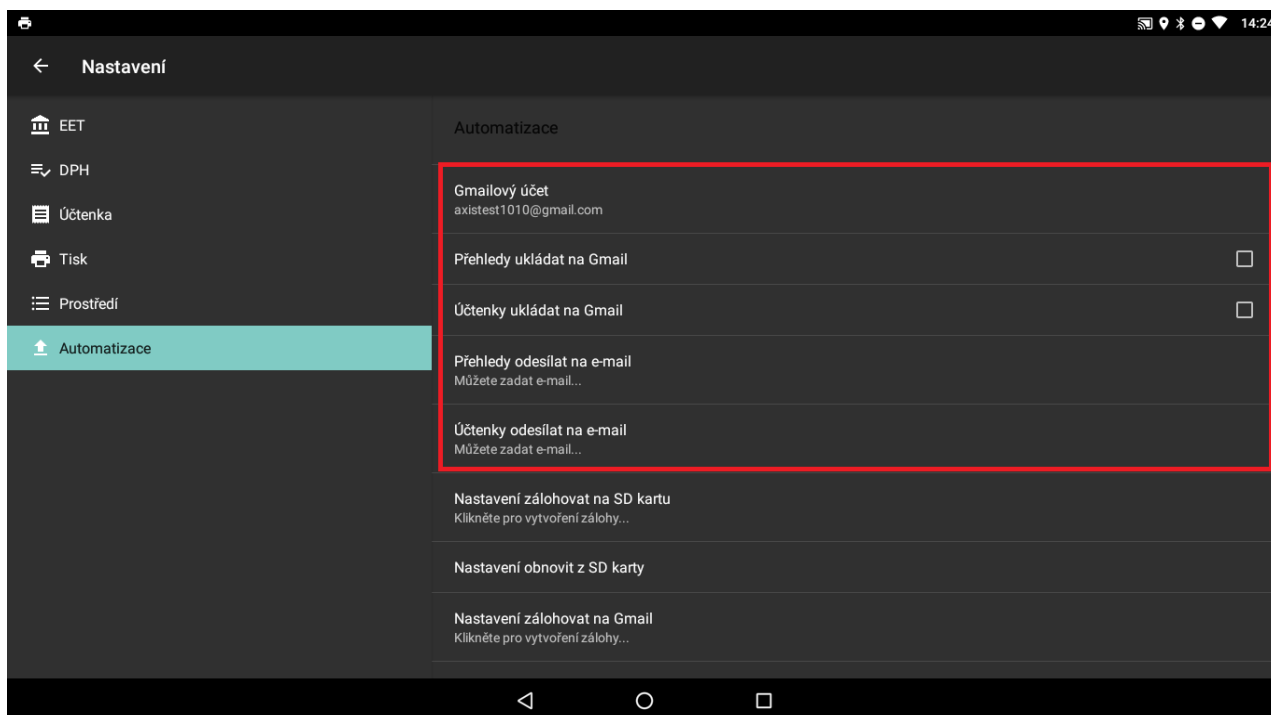 14:24
Nastavení
EET
DPH
Účtenka
Tisk
Prostředí
Automatizace
Automatizace
Gmailový účet
axistest1010@gmail.com
Přehledy ukládat na Gmail
Účtenky ukládat na Gmail
Přehledy odesílat na e-mail
Můžete zadat e-mail...
Účtenky odesílat na e-mail
Můžete zadat e-mail...
Nastavení zálohovat na SD kartu
Klikněte pro vytvoření zálohy...
Nastavení obnovit z SD karty
Nastavení zálohovat na Gmail
Klikněte pro vytvoření zálohy...